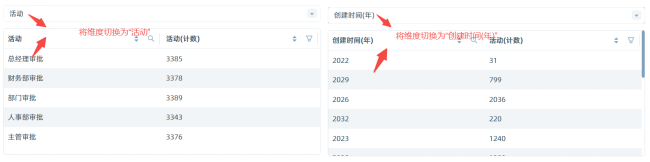 活动
将维度切换为“活动”
活动 活动(计数)
总经理审批 3385
财务部审批 3378
部门审批 3389
人事部审批 3343
主管审批 3376
创建时间(年)
将维度切换为“创建时间(年)”
创建时间(年) 活动(计数)
2022 31
2029 799
2026 2036
2032 220
2023 1240